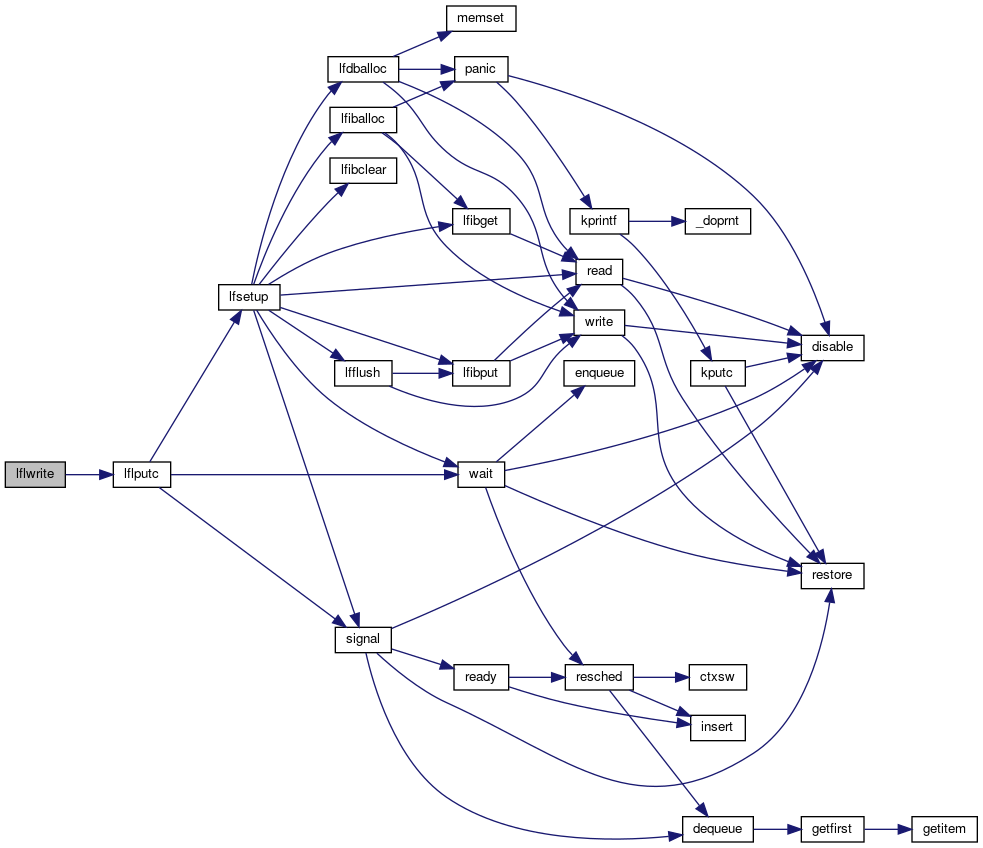 memset
lfdballoc
panic
lfiballoc
lfibclear
lfibget
kprintf
_doprnt
read
lfsetup
write
disable
lfflush
lfibput
enqueue
kputc
lflwrite
lflputc
wait
restore
signal
ready
resched
ctxsw
insert
dequeue
getfirst
getitem